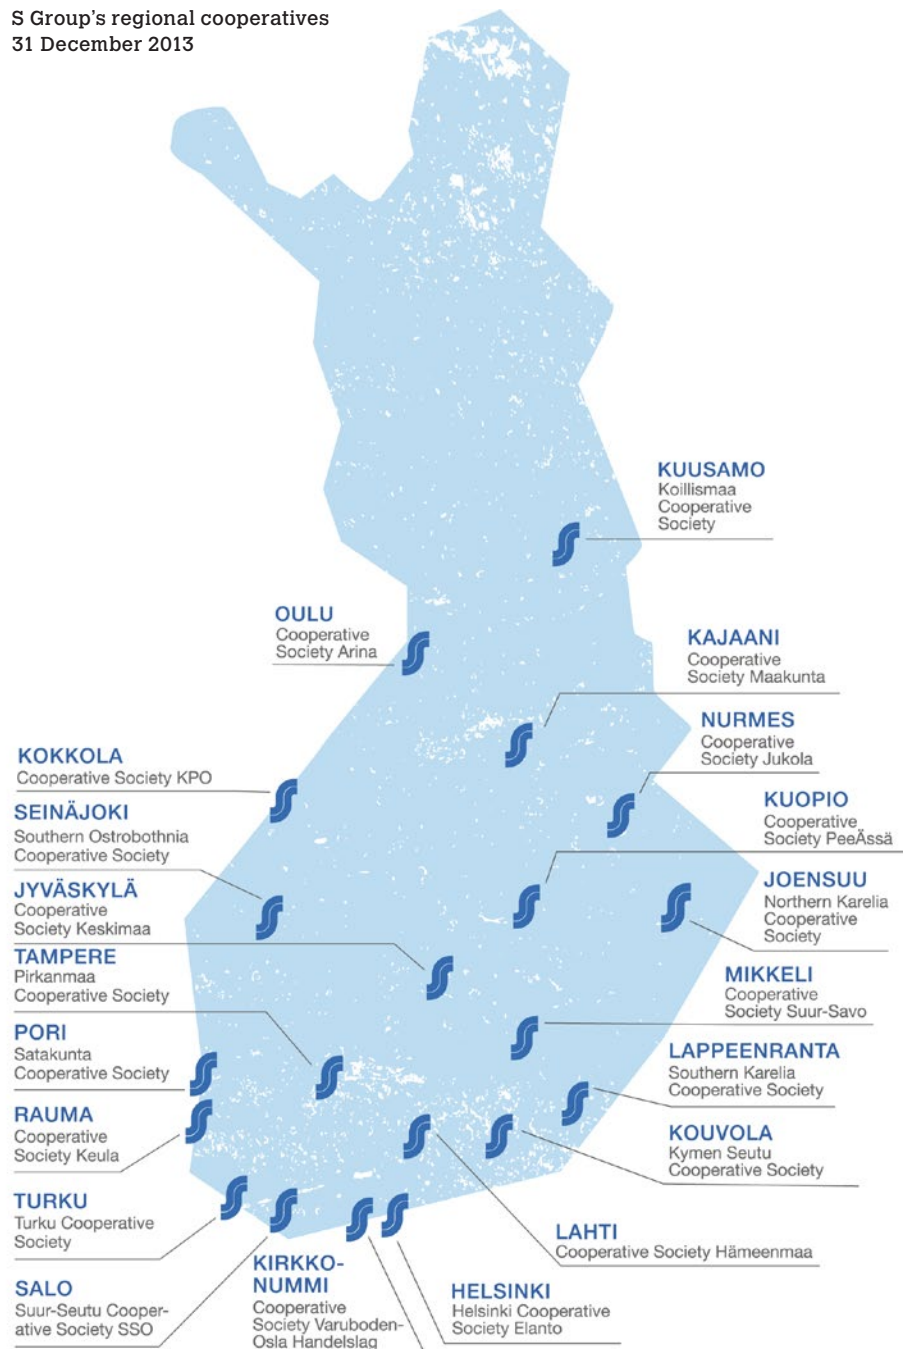 S Group's regional cooperatives
31 December 2013
KUUSAMO
Koillismaa
Cooperative
Society
OULU
Cooperative
Society Arina
KAJAANI
Cooperative
Society Maakunta
NURMES
Cooperative
Society Jukola
KOKKOLA
Cooperative Society KPO
KUOPIO
Cooperative
Society PeeÄssä
SEINÄJOKI
Southern Ostrobothnia
Cooperative Society
JOENSUU
Northern Karelia
Cooperative
Society
JYVÄSKYLÄ
Cooperative
Society Keskimaa
TAMPERE
Pirkanmaa
Cooperative Society
MIKKELI
Cooperative
Society Suur-Savo
PORI
Satakunta
Cooperative Society
LAPPEENRANTA
Southern Karelia
Cooperative Society
RAUMA
Cooperative
Society Keula
KOUVOLA
Kymen Seutu
Cooperative Society
TURKU
Turku Cooperative
Society
LAHTI
Cooperative Society Hämeenmaa
SALO
Suur-Seutu Cooper-
ative Society SSO
KIRKKO-
NUMMI
Cooperative
Society Varuboden-
Osla Handelslag
HELSINKI
Helsinki Cooperative
Society Elanto